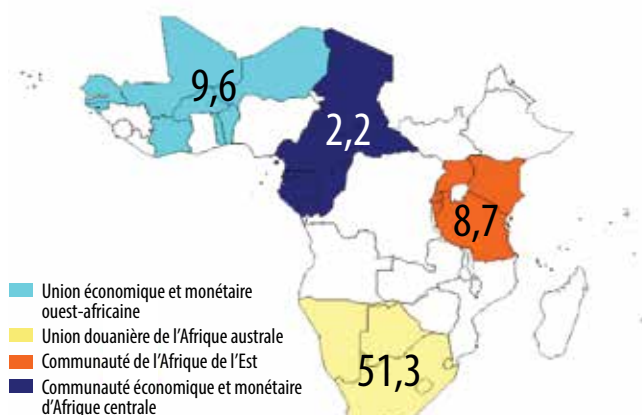 9,6
2,2
8,7
51,3
Union économique et monétaire
ouest-africaine
Union douanière de l'Afrique australe
Communauté de l'Afrique de l'Est
Communauté économique et monétaire
d'Afrique centrale